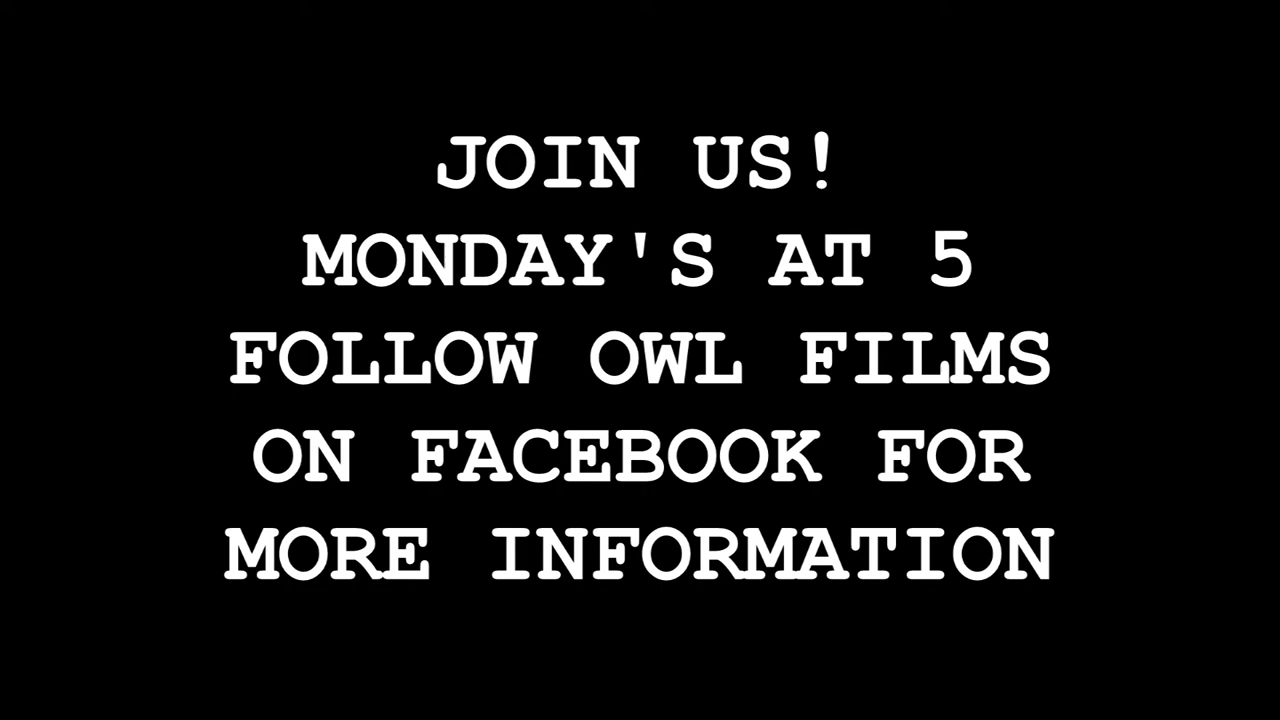 JOIN US!
MONDAY'S AT 5
FOLLOW OWL FILMS
ON FACEBOOK FOR
MORE INFORMATION